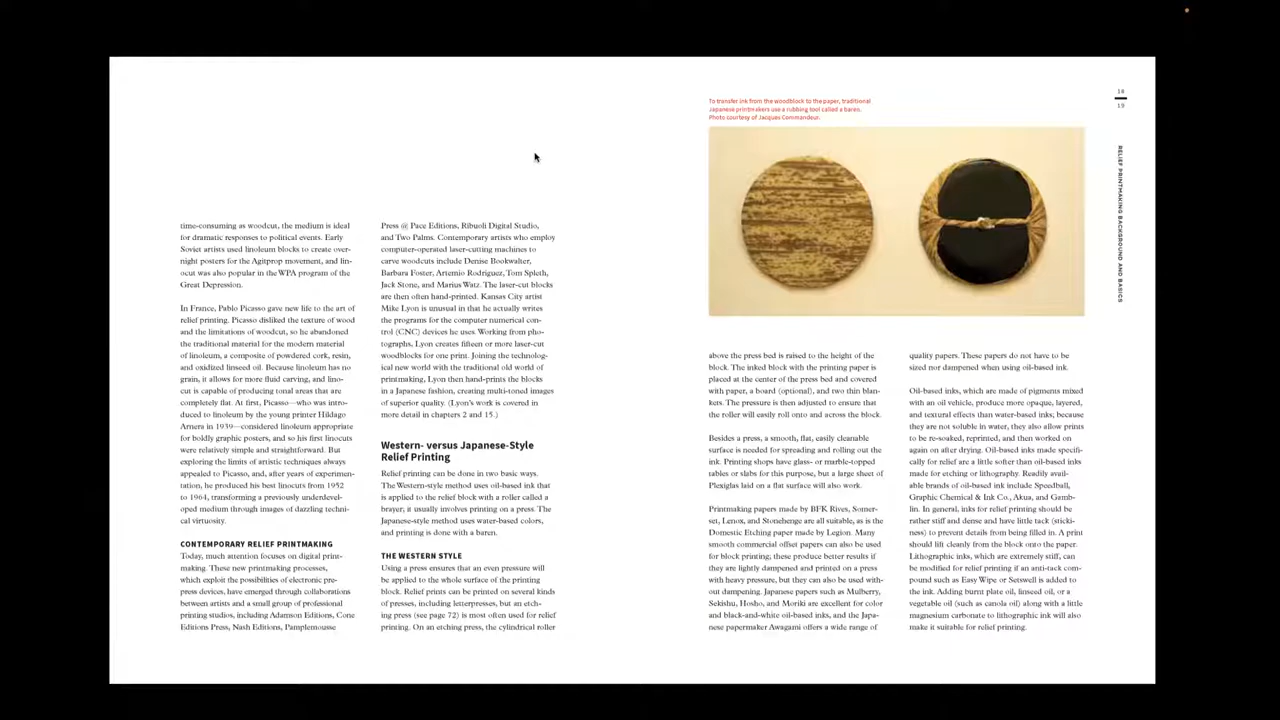 time-consuming as woodcut, the medium is ideal
for dramatic responses to political events. Early
Soviet artists used linoleum blocks to create over-
night posters for the Agitprop movement, and lin-
ocut was also popular in the WPA program of the
Great Depression.
In France, Pablo Picasso gave new life to the art of
relief printing. Picasso disliked the texture of wood
and the limitations of woodcut, so he abandoned
the traditional material for the modern material
of linoleum, a composite of powdered cork, resin,
and oxidized linseed oil. Because linoleum has no
grain, it allows for more fluid carving, and lino-
cut is capable of producing tonal areas that are
completely flat. At first, Picasso—who was intro-
duced to linoleum by the young printer Hildago
Arnera in 1939—considered linoleum appropriate
for boldly graphic posters, and so his first linocuts
were relatively simple and straightforward. But
exploring the limits of artistic techniques always
appealed to Picasso, and, after years of experimen-
tation, he produced his best linocuts from 1952
to 1964, transforming a previously underdevel-
oped medium through images of dazzling techni-
cal virtuosity.
CONTEMPORARY RELIEF PRINTMAKING
Today, much attention focuses on digital print-
making. These new printmaking processes,
which exploit the possibilities of electronic pre-
press devices, have emerged through collaborations
between artists and a small group of professional
printing studios, including Adamson Editions, Cone
Editions Press, Nash Editions, Pamplemousse
Press @ Pace Editions, Ribuoli Digital Studio,
and Two Palms. Contemporary artists who employ
computer-operated laser-cutting machines to
carve woodcuts include Denise Bookwalter,
Barbara Foster, Artemio Rodriguez, Tom Spleth,
Jack Stone, and Marius Watz. The laser-cut blocks
are then often hand-printed. Kansas City artist
Mike Lyon is unusual in that he actually writes
the programs for the computer numerical con-
trol (CNC) devices he uses. Working from pho-
tographs, Lyon creates fifteen or more laser-cut
woodblocks for one print. Joining the technolog-
ical new world with the traditional old world of
printmaking, Lyon then hand-prints the blocks
in a Japanese fashion, creating multi-toned images
of superior quality. (Lyon's work is covered in
more detail in chapters 2 and 15.)
Western- versus Japanese-Style
Relief Printing
Relief printing can be done in two basic ways.
The Western-style method uses oil-based ink that
is applied to the relief block with a roller called a
brayer; it usually involves printing on a press. The
Japanese-style method uses water-based colors,
and printing is done with a baren.
THE WESTERN STYLE
Using a press ensures that an even pressure will
be applied to the whole surface of the printing
block. Relief prints can be printed on several kinds
of presses, including letterpresses, but an etch-
ing press (see page 72) is most often used for relief
printing. On an etching press, the cylindrical roller
To transfer ink from the woodblock to the paper, traditional
Japanese printmakers use a rubbing tool called a baren.
Photo courtesy of Jacques Commandeur.
above the press bed is raised to the height of the
block. The inked block with the printing paper is
placed at the center of the press bed and covered
with paper, a board (optional), and two thin blan-
kets. The pressure is then adjusted to ensure that
the roller will easily roll onto and across the block.
Besides a press, a smooth, flat, easily cleanable
surface is needed for spreading and rolling out the
ink. Printing shops have glass- or marble-topped
tables or slabs for this purpose, but a large sheet of
Plexiglas laid on a flat surface will also work.
Printmaking papers made by BFK Rives, Somer-
set, Lenox, and Stonehenge are all suitable, as is the
Domestic Etching paper made by Legion. Many
smooth commercial offset papers can also be used
for block printing; these produce better results if
they are lightly dampened and printed on a press
with heavy pressure, but they can also be used with-
out dampening. Japanese papers such as Mulberry,
Sekishu, Hosho, and Moriki are excellent for color
and black-and-white oil-based inks, and the Japa-
nese papermaker Awagami offers a wide range of
quality papers. These papers do not have to be
sized nor dampened when using oil-based ink.
Oil-based inks, which are made of pigments mixed
with an oil vehicle, produce more opaque, layered,
and textural effects than water-based inks; because
they are not soluble in water, they also allow prints
to be re-soaked, reprinted, and then worked on
again on after drying. Oil-based inks made specifi-
cally for relief are a little softer than oil-based inks
made for etching or lithography. Readily avail-
able brands of oil-based ink include Speedball,
Graphic Chemical & Ink Co., Akua, and Gamb-
lin. In general, inks for relief printing should be
rather stiff and dense and have little tack (sticki-
ness) to prevent details from being filled in. A print
should lift cleanly from the block onto the paper.
Lithographic inks, which are extremely stiff, can
be modified for relief printing if an anti-tack com-
pound such as Easy Wipe or Setswell is added to
the ink. Adding burnt plate oil, linseed oil, or a
vegetable oil (such as canola oil) along with a little
magnesium carbonate to lithographic ink will also
make it suitable for relief printing.
18
19
RELIEF PRINTMAKING BACKGROUND AND BASICS